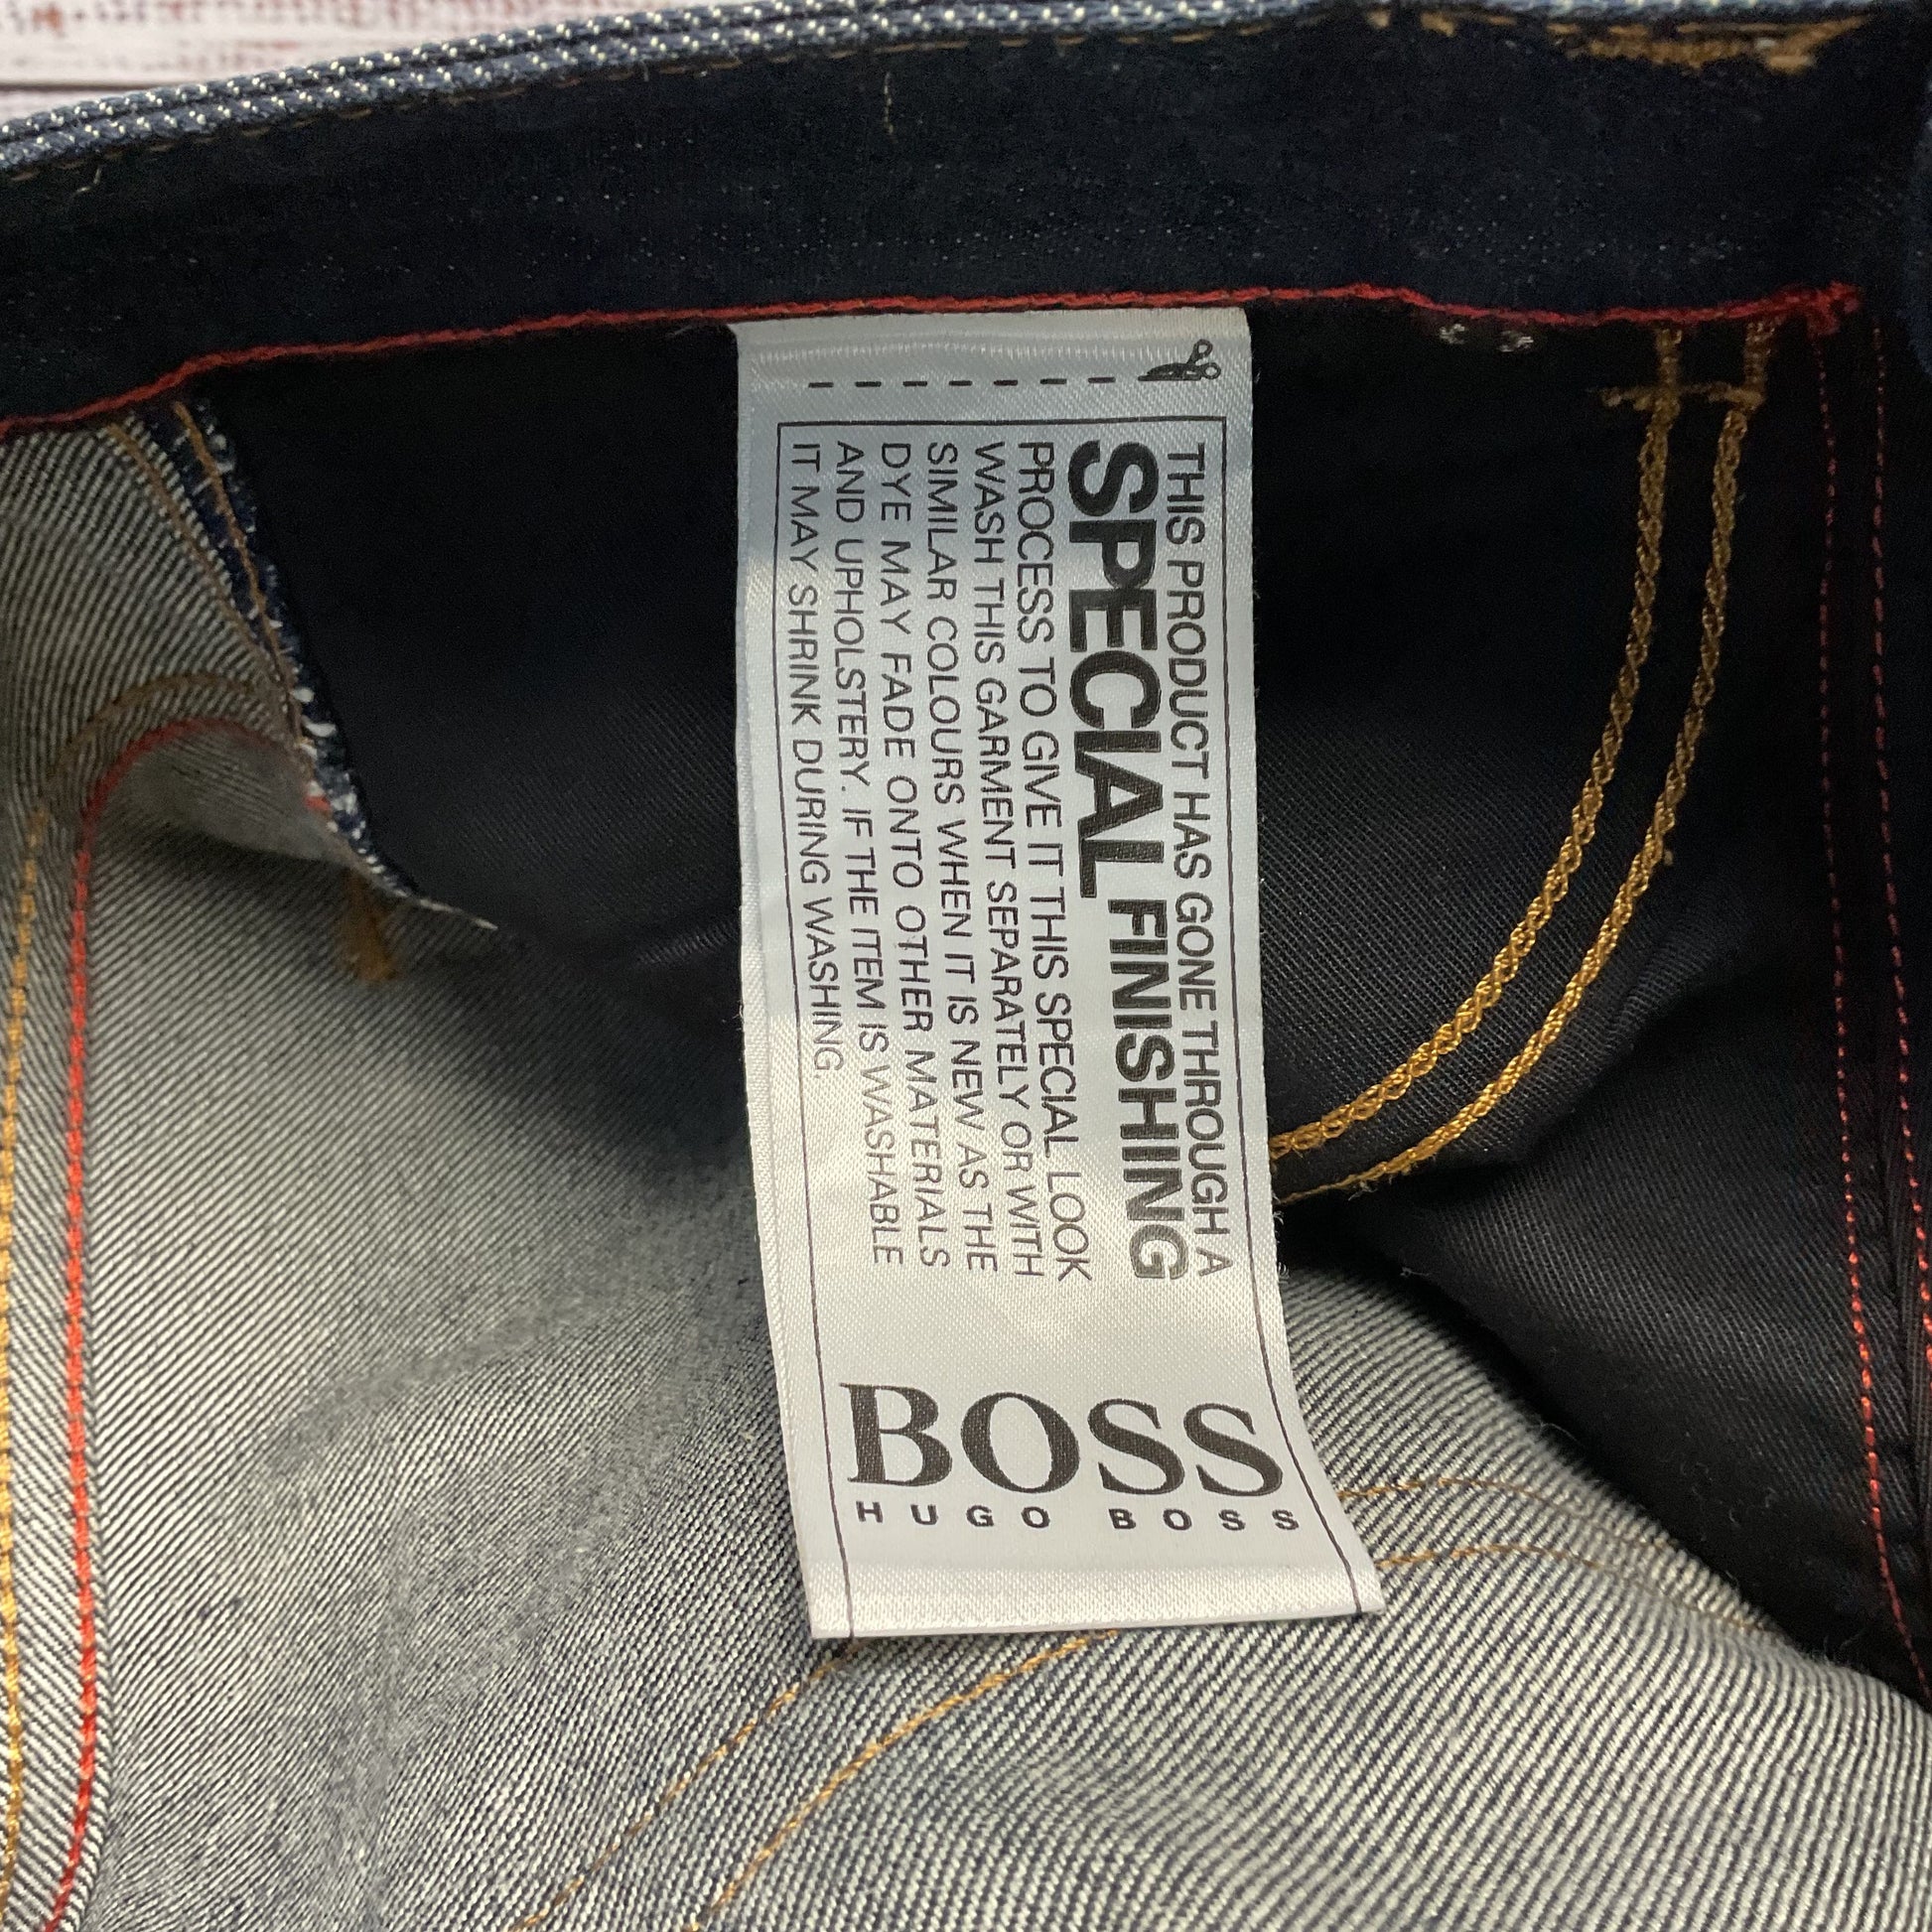 THIS PRODUCT HAS GONE THROUGH A
SPECIAL FINISHING
PROCESS TO GIVE IT THIS SPECIAL LOOK
WASH THIS GARMENT SEPARATELY OR WITH
SIMILAR COLOURS WHEN IT IS NEW AS THE
DYE MAY FADE ONTO OTHER MATERIALS
AND UPHOLSTERY. IF THE ITEM IS WASHABLE
IT MAY SHRINK DURING WASHING.
BOSS
HUGO BOSS